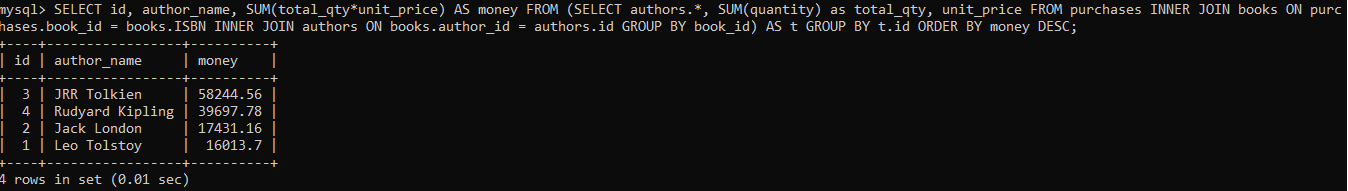 mysql> SELECT id, author_name, SUM(total_qty*unit_price) AS money FROM (SELECT authors.*, SUM(quantity) as total_qty, unit_price FROM purchases INNER JOIN books ON purc
hases.book_id = books.ISBN INNER JOIN authors ON books.author_id = authors.id GROUP BY book_id) AS t GROUP BY t.id ORDER BY money DESC;
+----+-----------------+----------+
| id | author_name     | money    |
+----+-----------------+----------+
|  3 | JRR Tolkien     | 58244.56 |
|  4 | Rudyard Kipling | 39697.78 |
|  2 | Jack London     | 17431.16 |
|  1 | Leo Tolstoy     |  16013.7 |
+----+-----------------+----------+
4 rows in set (0.01 sec)